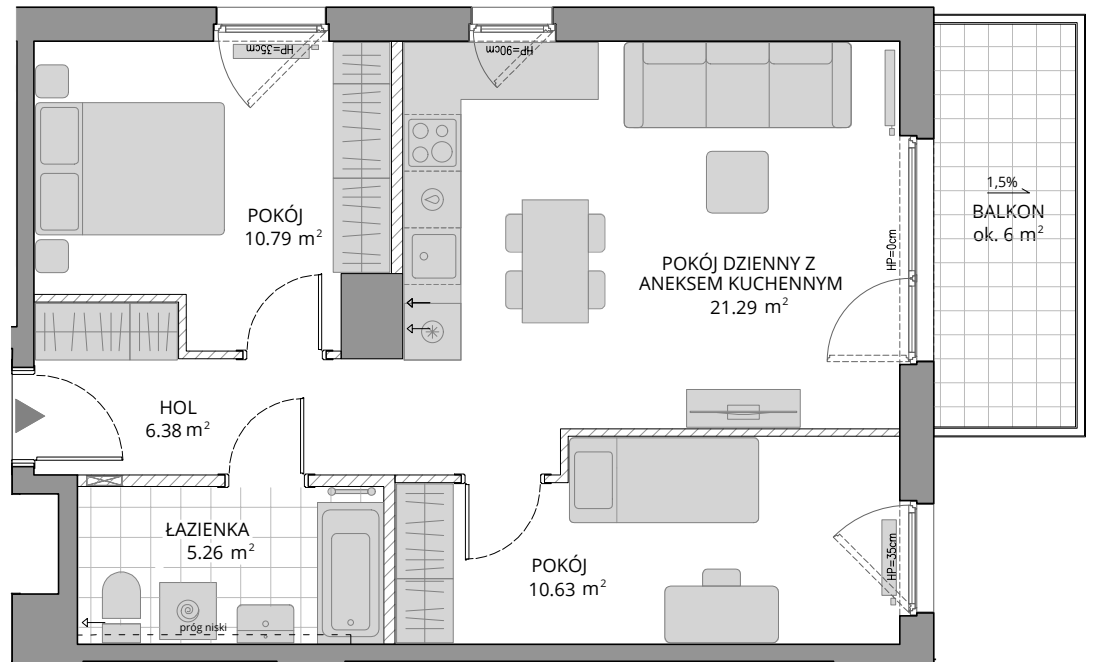 HP=35cm
HP=90cm
POKÓJ
10.79 m²
POKÓJ DZIENNY Z
ANEKSEM KUCHENNYM
21.29 m²
HP=0cm
1,5%
BALKON
ok. 6 m²
HOL
6.38 m²
ŁAZIENKA
5.26 m²
próg niski
POKÓJ
10.63 m²
HP=35cm